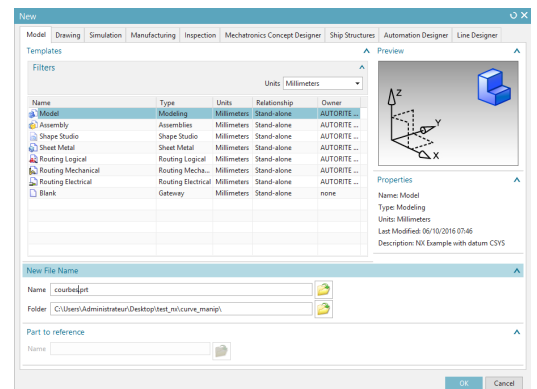 New
Model Drawing Simulation Manufacturing Inspection Mechatronics Concept Designer Ship Structures Automation Designer Line Designer
Templates
Filters
Units Millimeters
Name Type Units Relationship Owner
Model Modeling Millimeters Stand-alone AUTORITE ...
Assembly Assemblies Millimeters Stand-alone AUTORITE ...
Shape Studio Shape Studio Millimeters Stand-alone AUTORITE ...
Sheet Metal Sheet Metal Millimeters Stand-alone AUTORITE ...
Routing Logical Routing Logical Millimeters Stand-alone AUTORITE ...
Routing Mechanical Routing Mecha... Millimeters Stand-alone AUTORITE ...
Routing Electrical Routing Electrical Millimeters Stand-alone AUTORITE ...
Blank Gateway Millimeters Stand-alone none
Preview
Z
Y
X
Properties
Name: Model
Type: Modeling
Units: Millimeters
Last Modified: 06/10/2016 07:46
Description: NX Example with datum CSYS
New File Name
Name courbes.prt
Folder C:\Users\Administrateur\Desktop\test_nx\curve_manip\
Part to reference
Name
OK Cancel